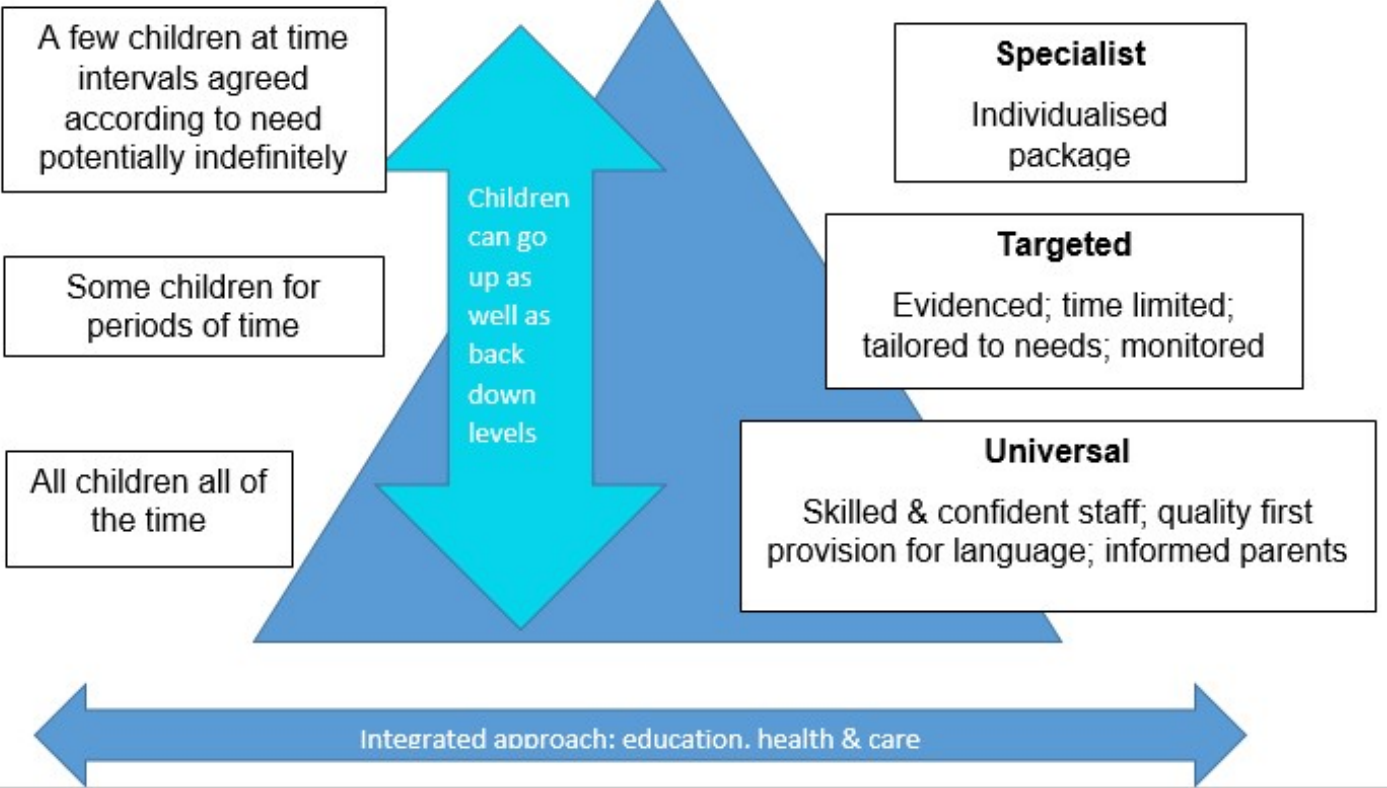 A few children at time
intervals agreed
according to need
potentially indefinitely
Specialist
Individualised
package
Children
can go
up as
well as
back
down
levels
Some children for
periods of time
Targeted
Evidenced; time limited;
tailored to needs; monitored
All children all of
the time
Universal
Skilled & confident staff; quality first
provision for language; informed parents
Integrated approach: education, health & care